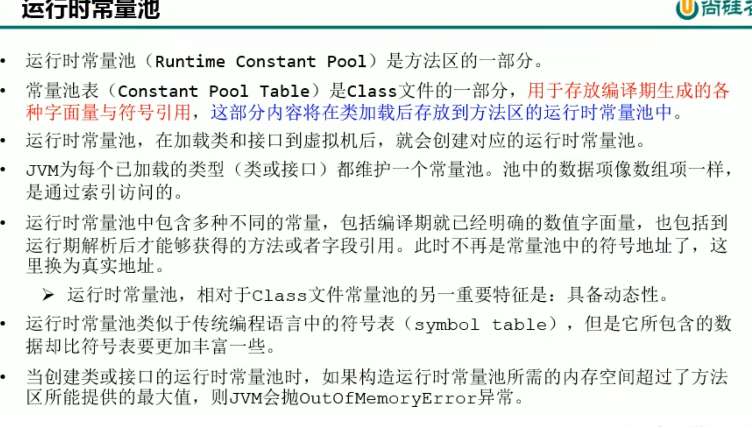 运行时常量池
尚硅谷
• 运行时常量池（Runtime Constant Pool）是方法区的一部分。
• 常量池表（Constant Pool Table）是Class文件的一部分，用于存放编译期生成的各
种字面量与符号引用，这部分内容将在类加载后存放到方法区的运行时常量池中。
• 运行时常量池，在加载类和接口到虚拟机后，就会创建对应的运行时常量池。
• JVM为每个已加载的类型（类或接口）都维护一个常量池。池中的数据项像数组项一样，
是通过索引访问的。
• 运行时常量池中包含多种不同的常量，包括编译期就已经明确的数值字面量，也包括到
运行期解析后才能够获得的方法或者字段引用。此时不再是常量池中的符号地址了，这
里换为真实地址。
➢ 运行时常量池，相对于Class文件常量池的另一重要特征是：具备动态性。
• 运行时常量池类似于传统编程语言中的符号表（symbol table），但是它所包含的数
据却比符号表要更加丰富一些。
• 当创建类或接口的运行时常量池时，如果构造运行时常量池所需的内存空间超过了方法
区所能提供的最大值，则JVM会抛OutOfMemoryError异常。